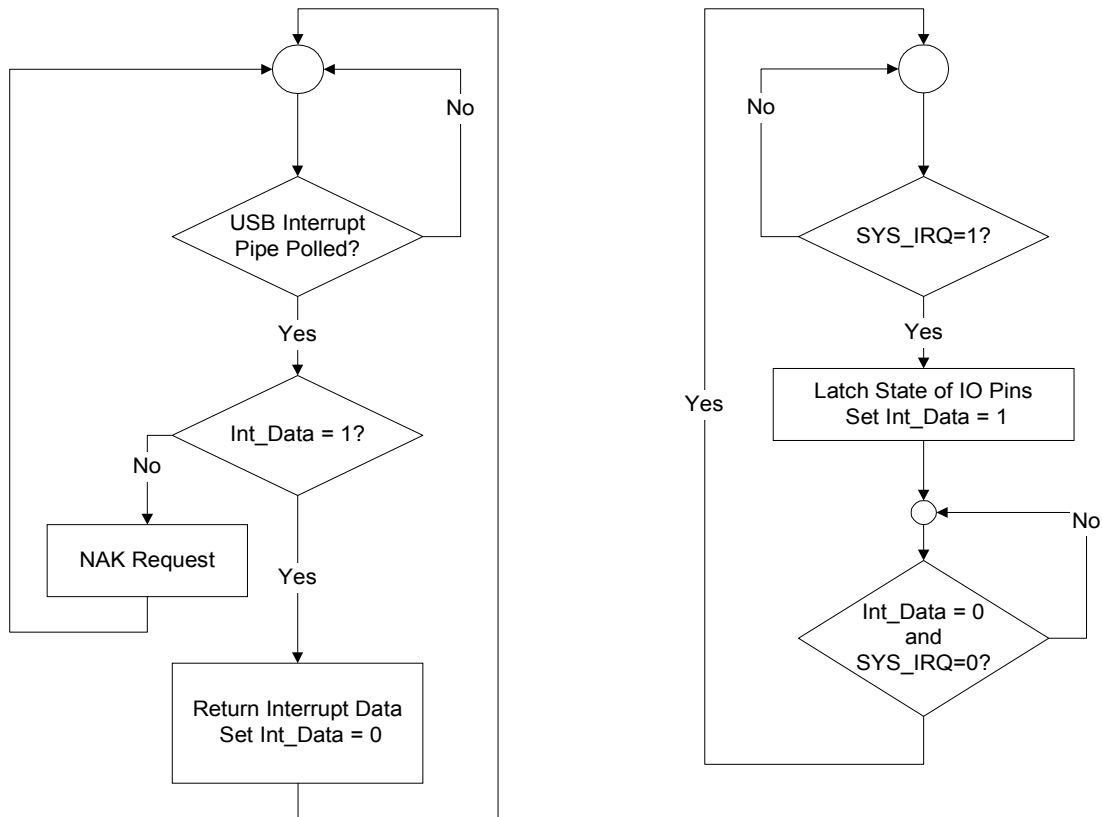 No
USB Interrupt
Pipe Polled?
Yes
Int_Data = 1?
No
NAK Request
Yes
Return Interrupt Data
Set Int_Data = 0
No
SYS_IRQ=1?
Yes
Latch State of IO Pins
Set Int_Data = 1
Yes
No
Int_Data = 0
and
SYS_IRQ=0?